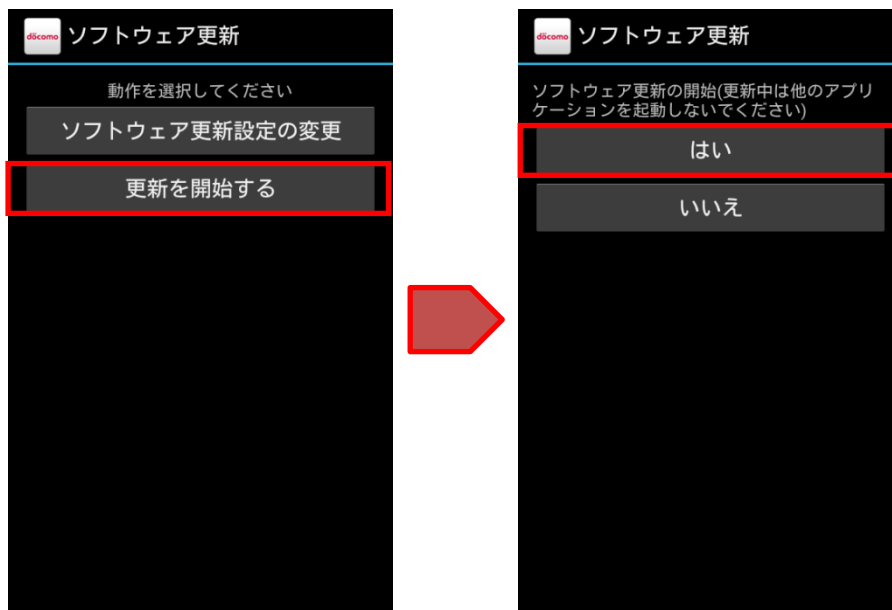 döcomo ソフトウェア更新
動作を選択してください
ソフトウェア更新設定の変更
更新を開始する
döcomo ソフトウェア更新
ソフトウェア更新の開始(更新中は他のアプリ
ケーションを起動しないでください)
はい
いいえ